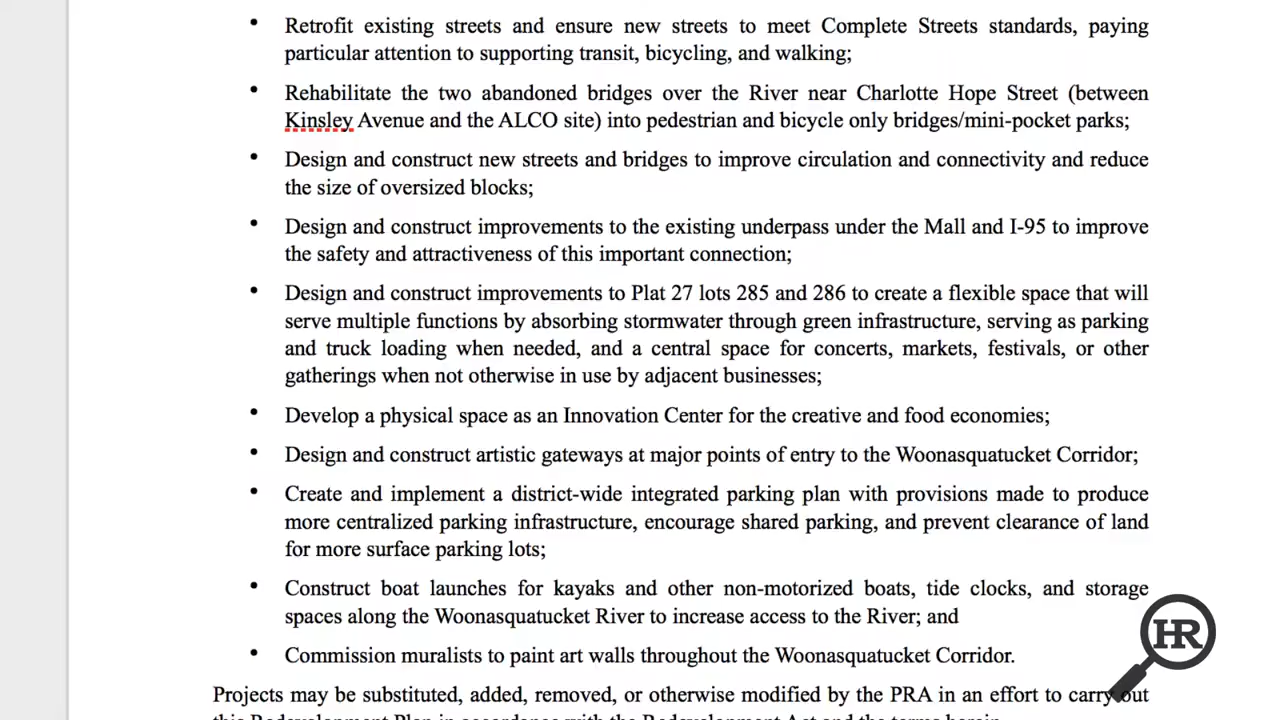 • Retrofit existing streets and ensure new streets to meet Complete Streets standards, paying
particular attention to supporting transit, bicycling, and walking;
• Rehabilitate the two abandoned bridges over the River near Charlotte Hope Street (between
Kinsley Avenue and the ALCO site) into pedestrian and bicycle only bridges/mini-pocket parks;
• Design and construct new streets and bridges to improve circulation and connectivity and reduce
the size of oversized blocks;
• Design and construct improvements to the existing underpass under the Mall and I-95 to improve
the safety and attractiveness of this important connection;
• Design and construct improvements to Plat 27 lots 285 and 286 to create a flexible space that will
serve multiple functions by absorbing stormwater through green infrastructure, serving as parking
and truck loading when needed, and a central space for concerts, markets, festivals, or other
gatherings when not otherwise in use by adjacent businesses;
• Develop a physical space as an Innovation Center for the creative and food economies;
• Design and construct artistic gateways at major points of entry to the Woonasquatucket Corridor;
• Create and implement a district-wide integrated parking plan with provisions made to produce
more centralized parking infrastructure, encourage shared parking, and prevent clearance of land
for more surface parking lots;
• Construct boat launches for kayaks and other non-motorized boats, tide clocks, and storage
spaces along the Woonasquatucket River to increase access to the River; and
• Commission muralists to paint art walls throughout the Woonasquatucket Corridor.
Projects may be substituted, added, removed, or otherwise modified by the PRA in an effort to carry out
this Redevelopment Plan in accordance with the Redevelopment Act and the terms herein
HR